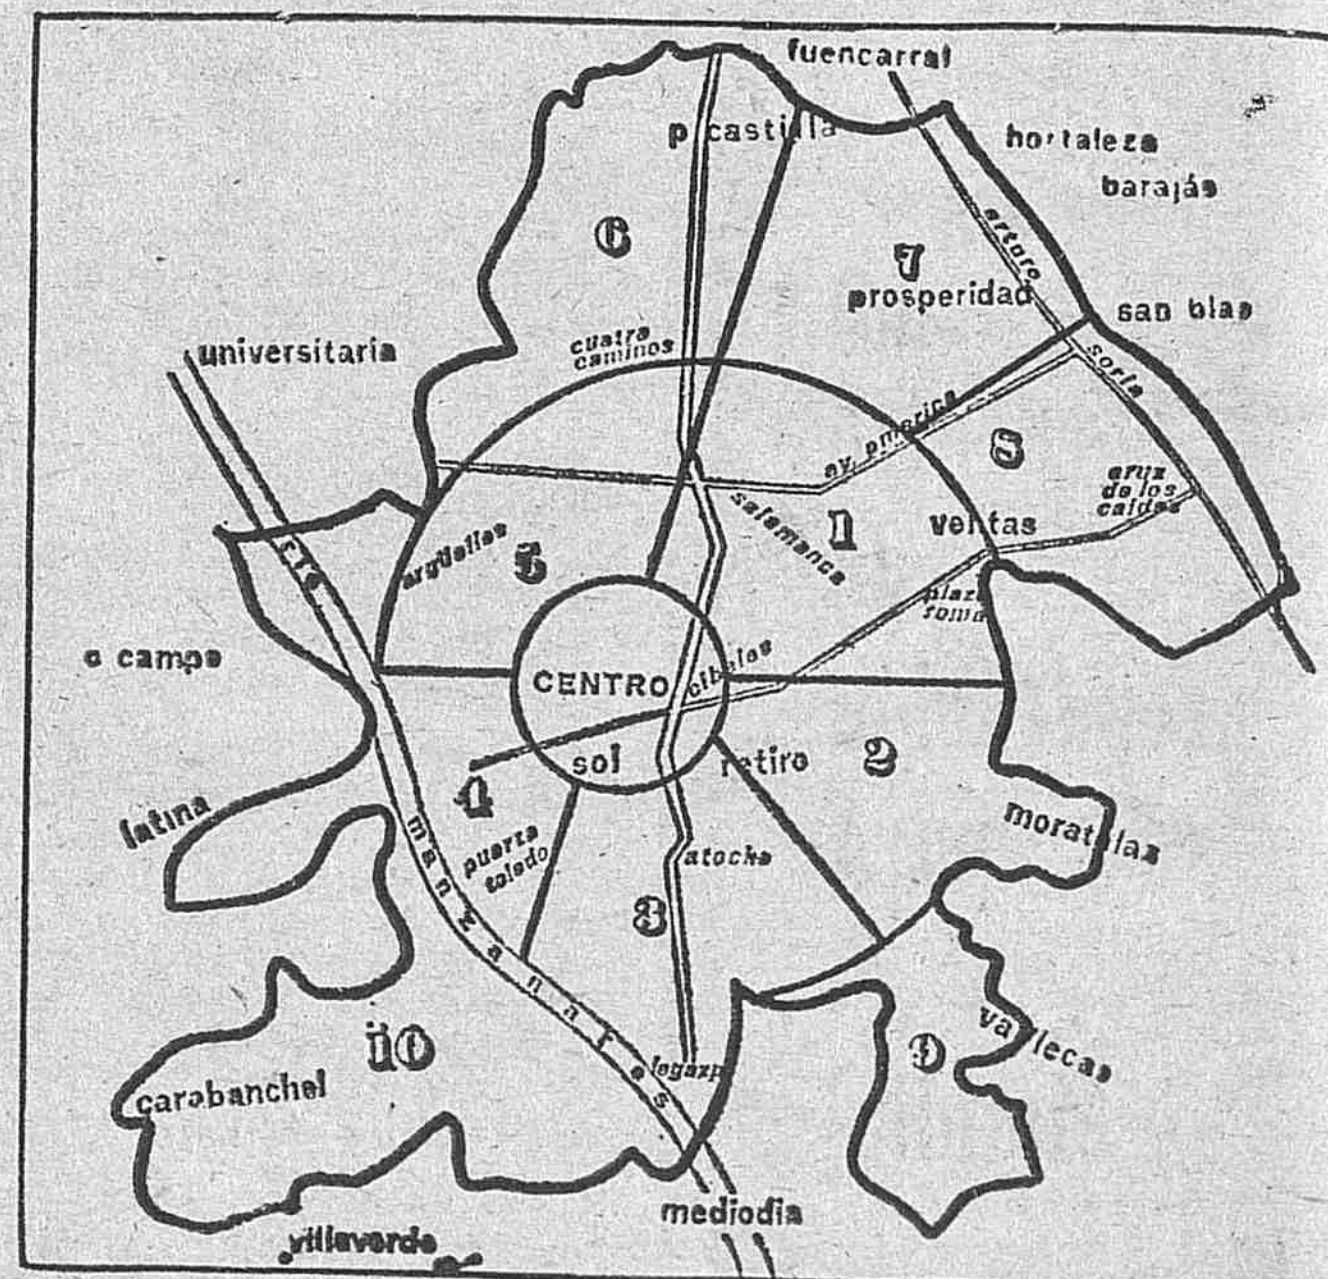 fuencarral
p castilla
hortaleza
barajás
6
7
arturo
prosperidad
san blas
cuatro
caminos
universitaria
soria
av. america
8
cruz
de los
caidos
salamanca
1
ventas
rio
argüelles
5
plaza
roma
c campo
CENTRO
cibeles
sol
retiro
2
4
latina
manzanares
puerta
toledo
atocha
moratalaz
3
10
vallecas
9
legazpi
carabanchel
mediodia
villaverde